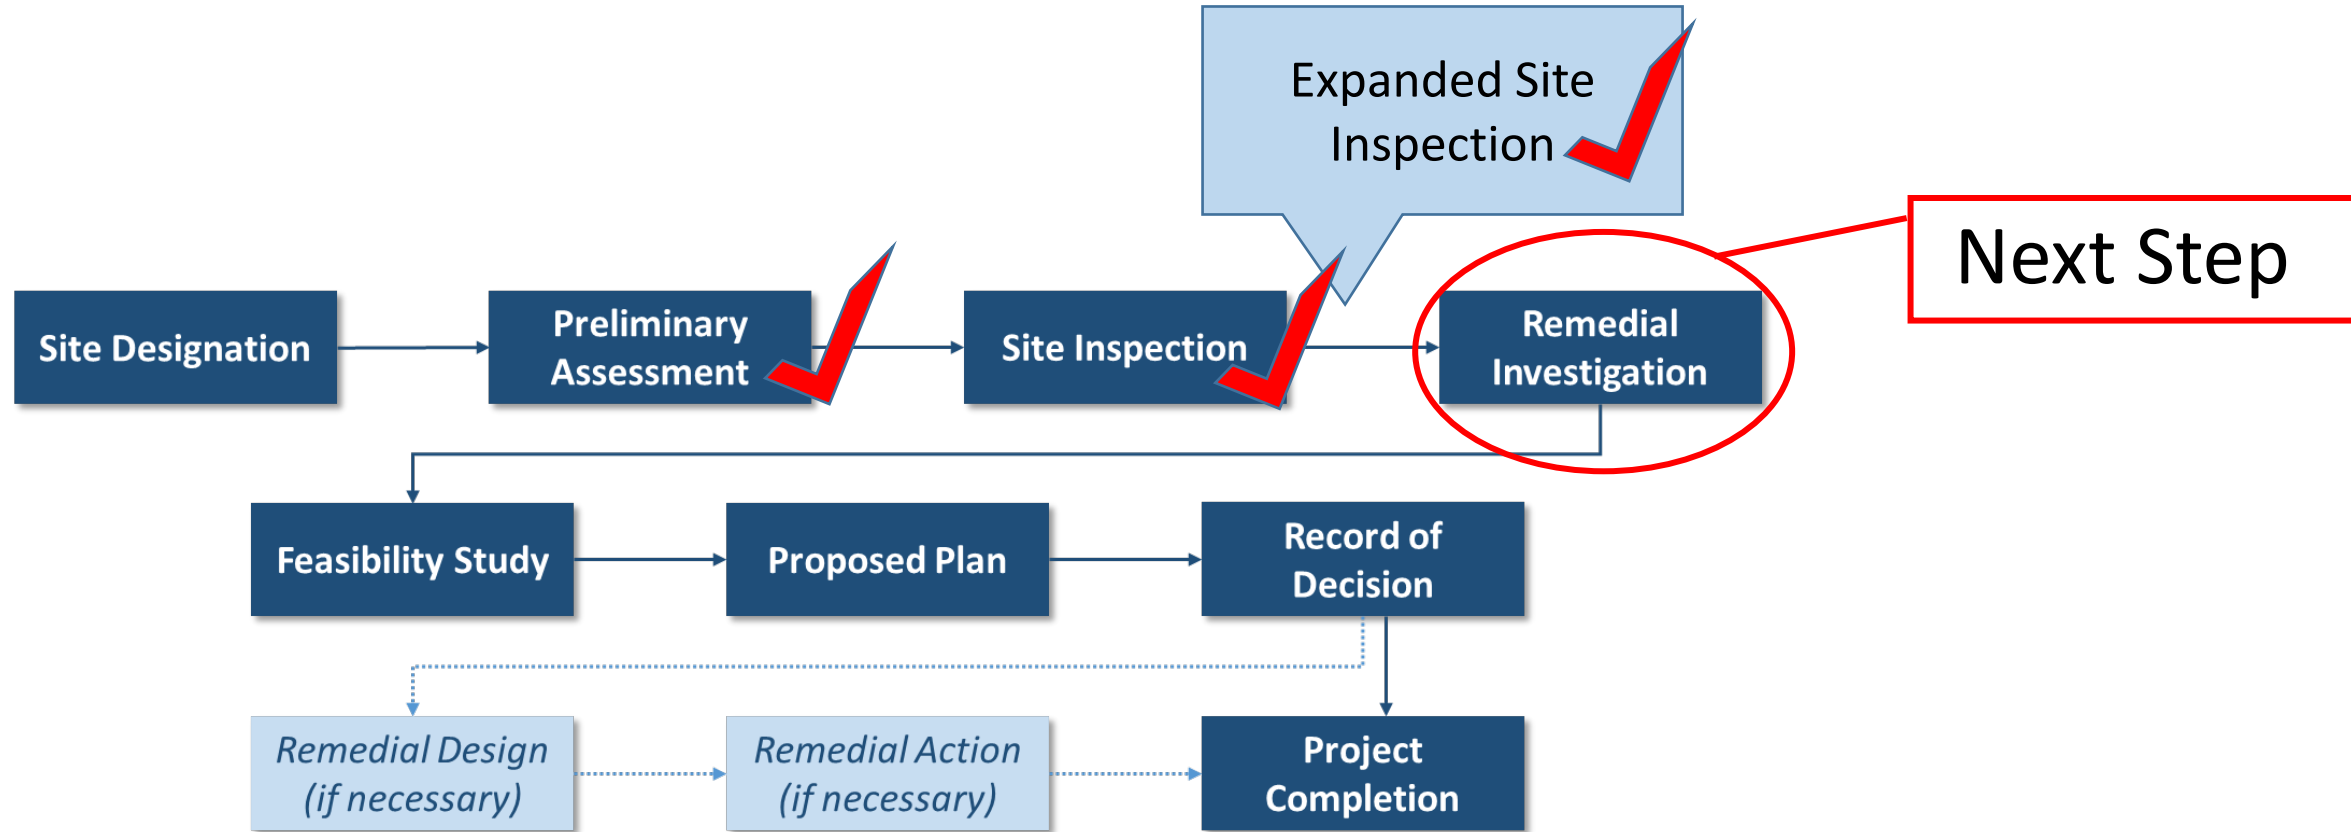 Expanded Site
Inspection
Next Step
Site Designation
Preliminary
Assessment
Site Inspection
Remedial
Investigation
Feasibility Study
Proposed Plan
Record of
Decision
Remedial Design
(if necessary)
Remedial Action
(if necessary)
Project
Completion